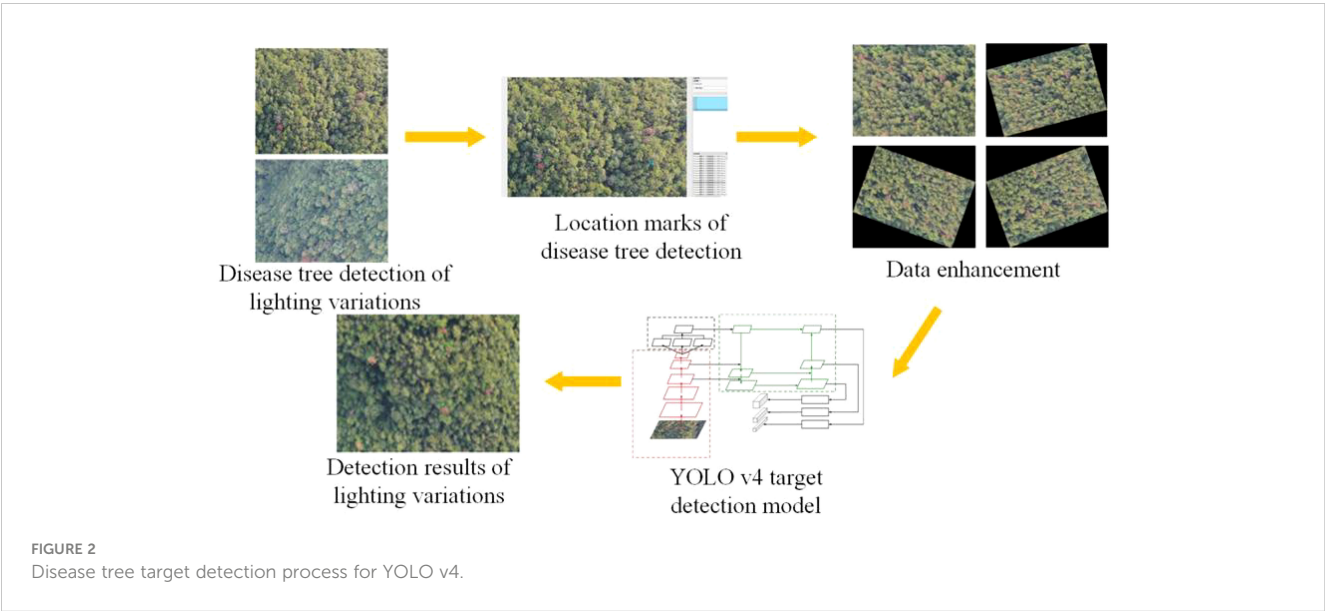 Disease tree detection of
lighting variations
Location marks of
disease tree detection
Data enhancement
Detection results of
lighting variations
YOLO v4 target
detection model
FIGURE 2
Disease tree target detection process for YOLO v4.